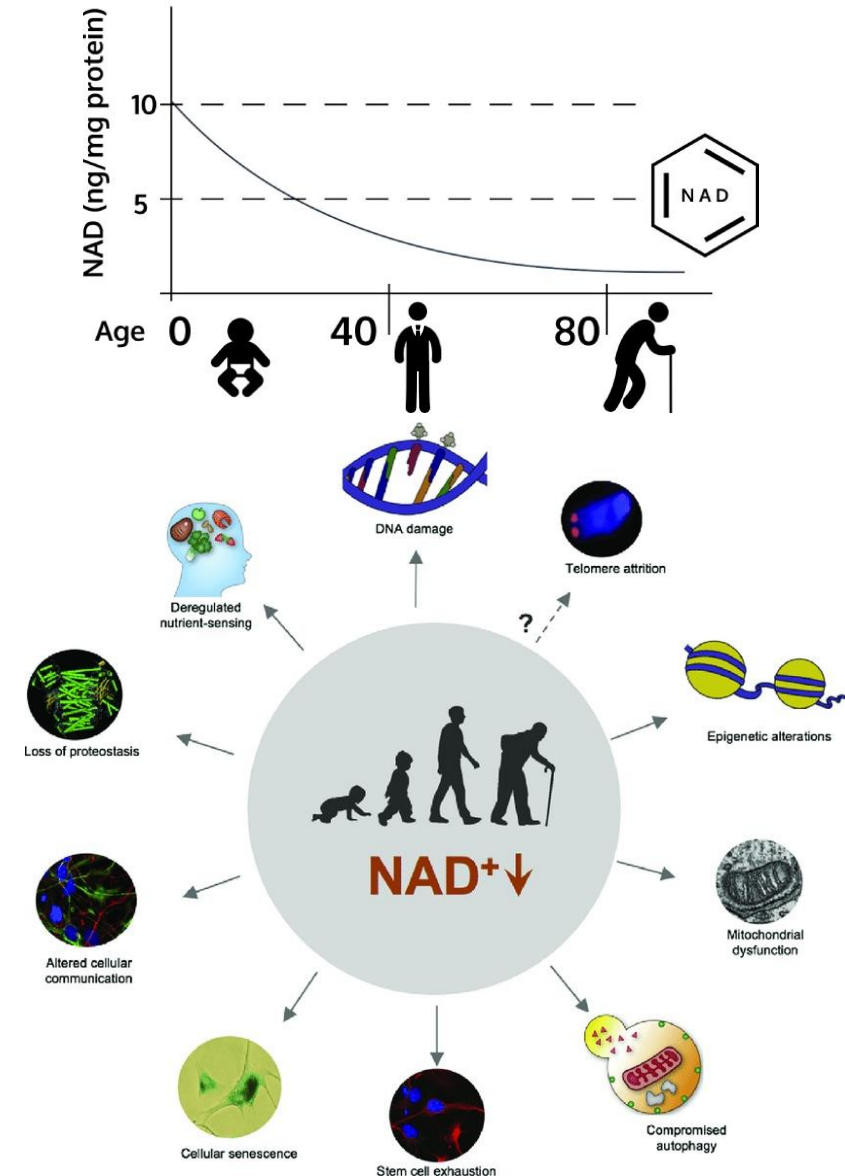 NAD (ng/mg protein)
10
5
NAD
Age 0 40 80
DNA damage
Telomere attrition
Deregulated
nutrient-sensing
?
Loss of proteostasis
Epigenetic alterations
NAD⁺↓
Altered cellular
communication
Mitochondrial
dysfunction
Cellular senescence
Stem cell exhaustion
Compromised
autophagy